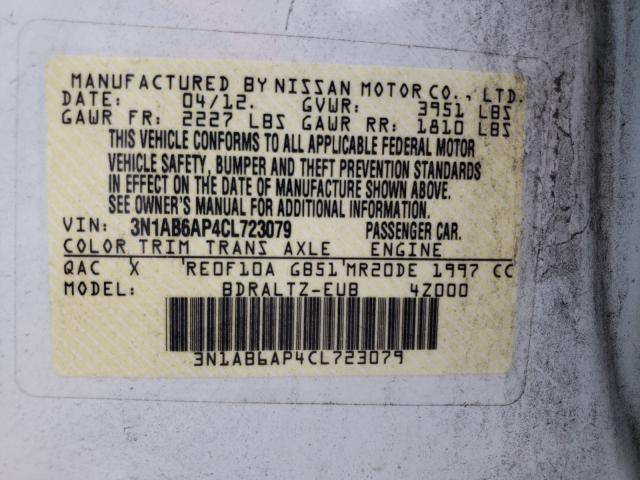 MANUFACTURED BY NISSAN MOTOR CO., LTD.
DATE: 04/12. GVWR: 3951 LBS
GAWR FR: 2227 LBS GAWR RR: 1810 LBS
THIS VEHICLE CONFORMS TO ALL APPLICABLE FEDERAL MOTOR
VEHICLE SAFETY, BUMPER AND THEFT PREVENTION STANDARDS
IN EFFECT ON THE DATE OF MANUFACTURE SHOWN ABOVE.
SEE OWNER'S MANUAL FOR ADDITIONAL INFORMATION.
VIN: 3N1AB6AP4CL723079 PASSENGER CAR.
COLOR TRIM TRANS AXLE ENGINE
QAC X RE0F10A GB51 MR20DE 1997 CC
MODEL: BDRALTZ-EUB 4Z000
3N1AB6AP4CL723079